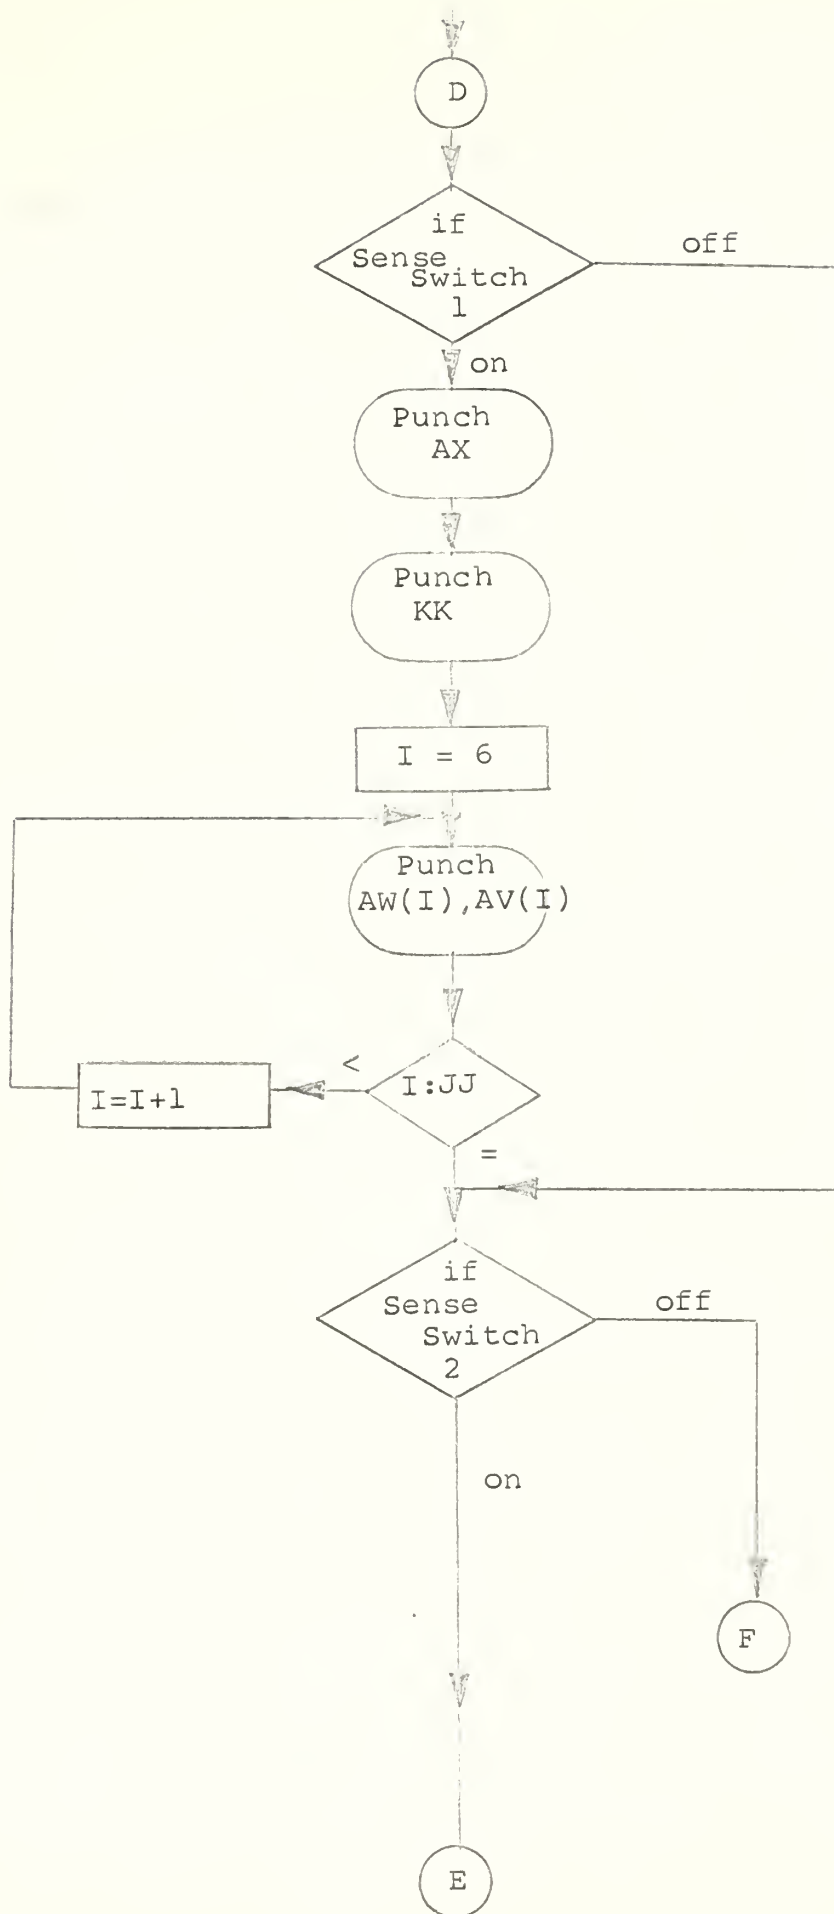 D
if
Sense
Switch
1
off
on
Punch
AX
Punch
KK
I = 6
Punch
AW(I),AV(I)
I:JJ
<
I=I+1
=
if
Sense
Switch
2
off
on
F
E